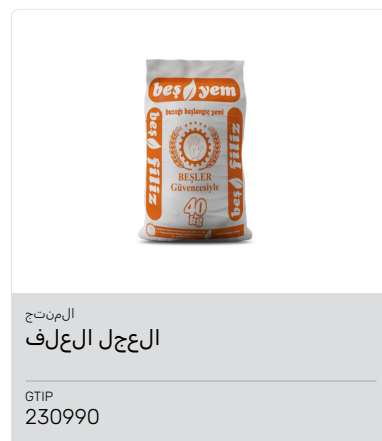 beş yem
buzağı başlangıç yemi
beş filiz
beş filiz
BEŞLER
Güvencesiyle
40
kg
المنتج
العجل العلف
GTIP
230990